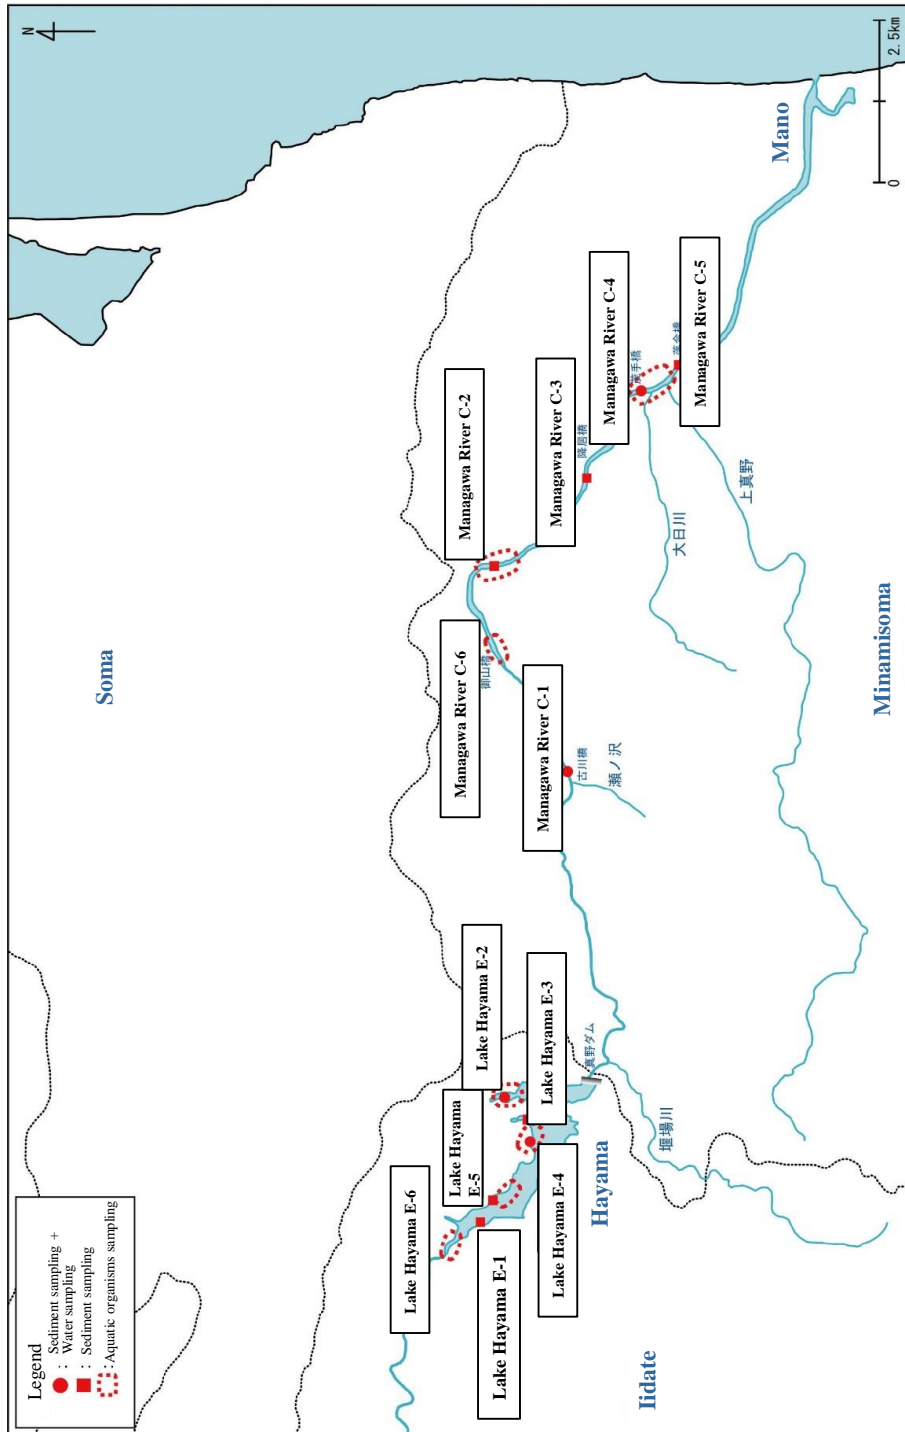 Legend
: Sediment sampling +
Water sampling
: Sediment sampling
: Aquatic organisms sampling
N
Soma
Iidate
Hayama
Minamisoma
Mano
Lake Hayama E-6
Lake Hayama E-1
Lake Hayama
E-5
Lake Hayama E-4
Lake Hayama E-2
Lake Hayama E-3
真野ダム
堰場川
Managawa River C-1
古川橋
瀬ノ沢
Managawa River C-6
御山橋
Managawa River C-2
Managawa River C-3
降居橋
Managawa River C-4
大日川
上真野
Managawa River C-5
0
2.5km